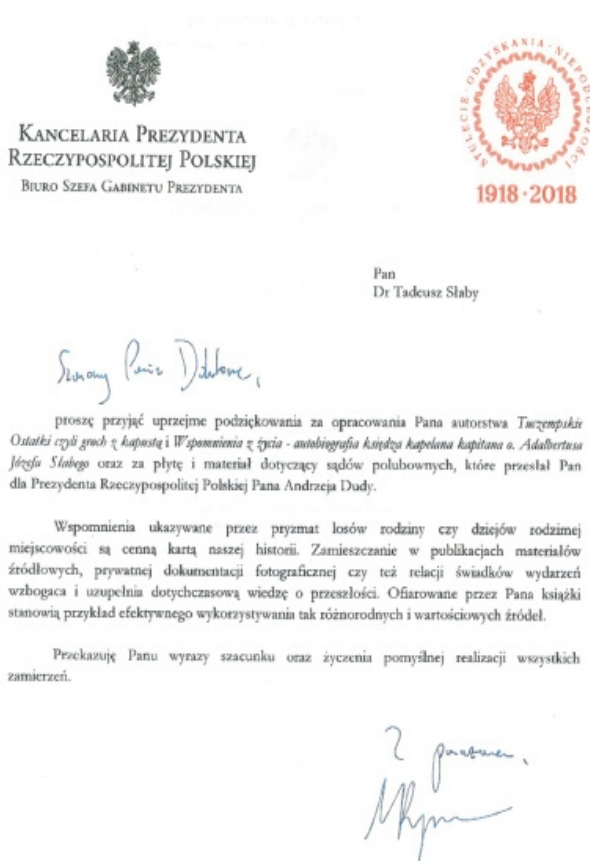 KANCELARIA PREZYDENTA
RZECZYPOSPOLITEJ POLSKIEJ
BIURO SZEFA GABINETU PREZYDENTA
STULECIE · ODZYSKANIA · NIEPODLEGŁOŚCI
1918 · 2018
Pan
Dr Tadeusz Słaby
Szanowny Panie Doktorze,
proszę przyjąć uprzejme podziękowania za opracowania Pana autorstwa Tuczempskie
Ostatki czyli groch z kapustą i Wspomnienia z życia - autobiografia księdza kapelana kapitana o. Adalbertusa
Józefa Słabego oraz za płytę i materiał dotyczący sądów polubownych, które przesłał Pan
dla Prezydenta Rzeczypospolitej Polskiej Pana Andrzeja Dudy.
Wspomnienia ukazywane przez pryzmat losów rodziny czy dziejów rodzimej
miejscowości są cenną kartą naszej historii. Zamieszczanie w publikacjach materiałów
źródłowych, prywatnej dokumentacji fotograficznej czy też relacji świadków wydarzeń
wzbogaca i uzupełnia dotychczasową wiedzę o przeszłości. Ofiarowane przez Pana książki
stanowią przykład efektywnego wykorzystywania tak różnorodnych i wartościowych źródeł.
Przekazuję Panu wyrazy szacunku oraz życzenia pomyślnej realizacji wszystkich
zamierzeń.
Z poważaniem,